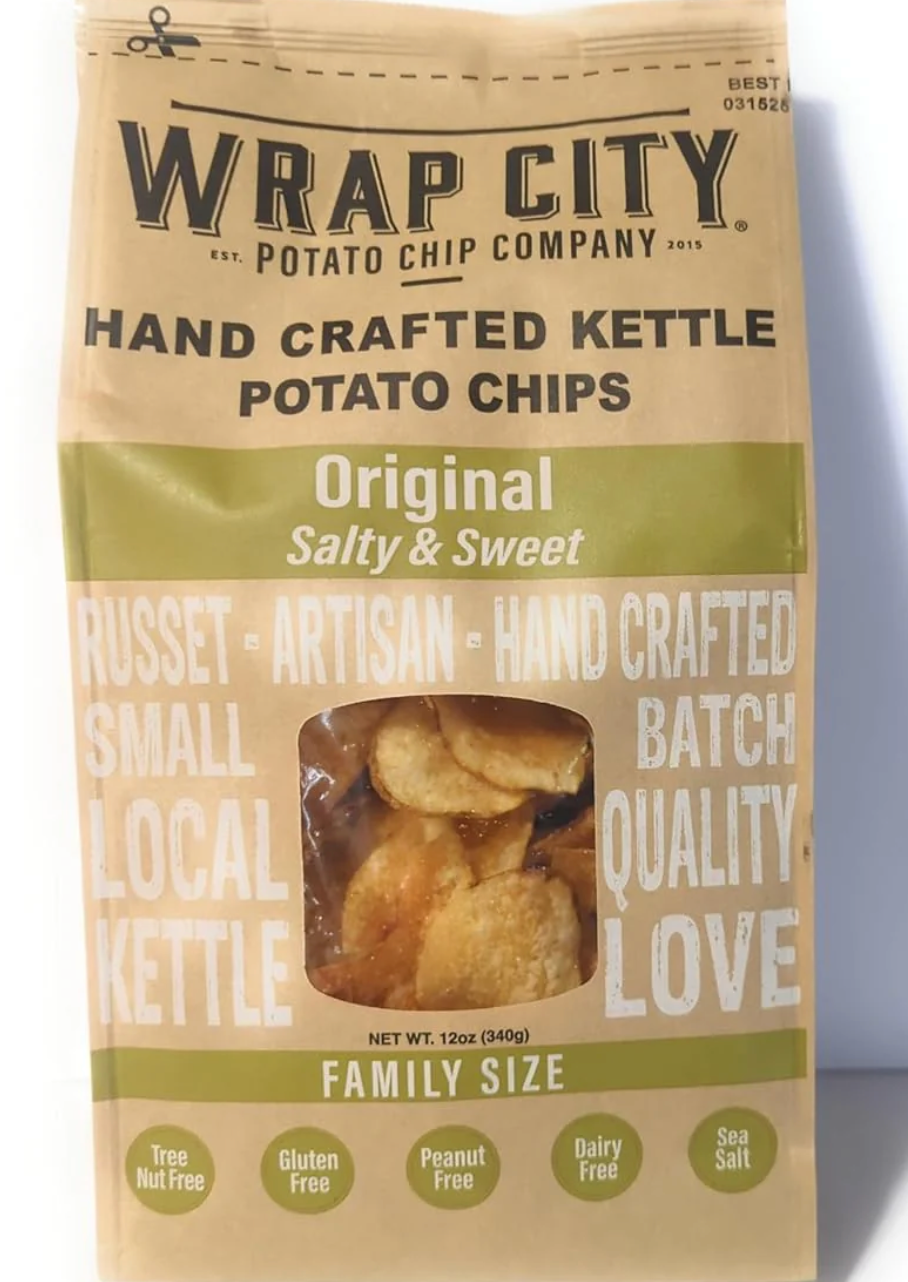 BEST
WRAP CITY®
EST. POTATO CHIP COMPANY 2015
HAND CRAFTED KETTLE
POTATO CHIPS
Original
Salty & Sweet
RUSSET - ARTISAN - HAND CRAFTED
SMALL BATCH
LOCAL QUALITY
KETTLE LOVE
NET WT. 12oz (340g)
FAMILY SIZE
Tree
Nut Free
Gluten
Free
Peanut
Free
Dairy
Free
Sea
Salt